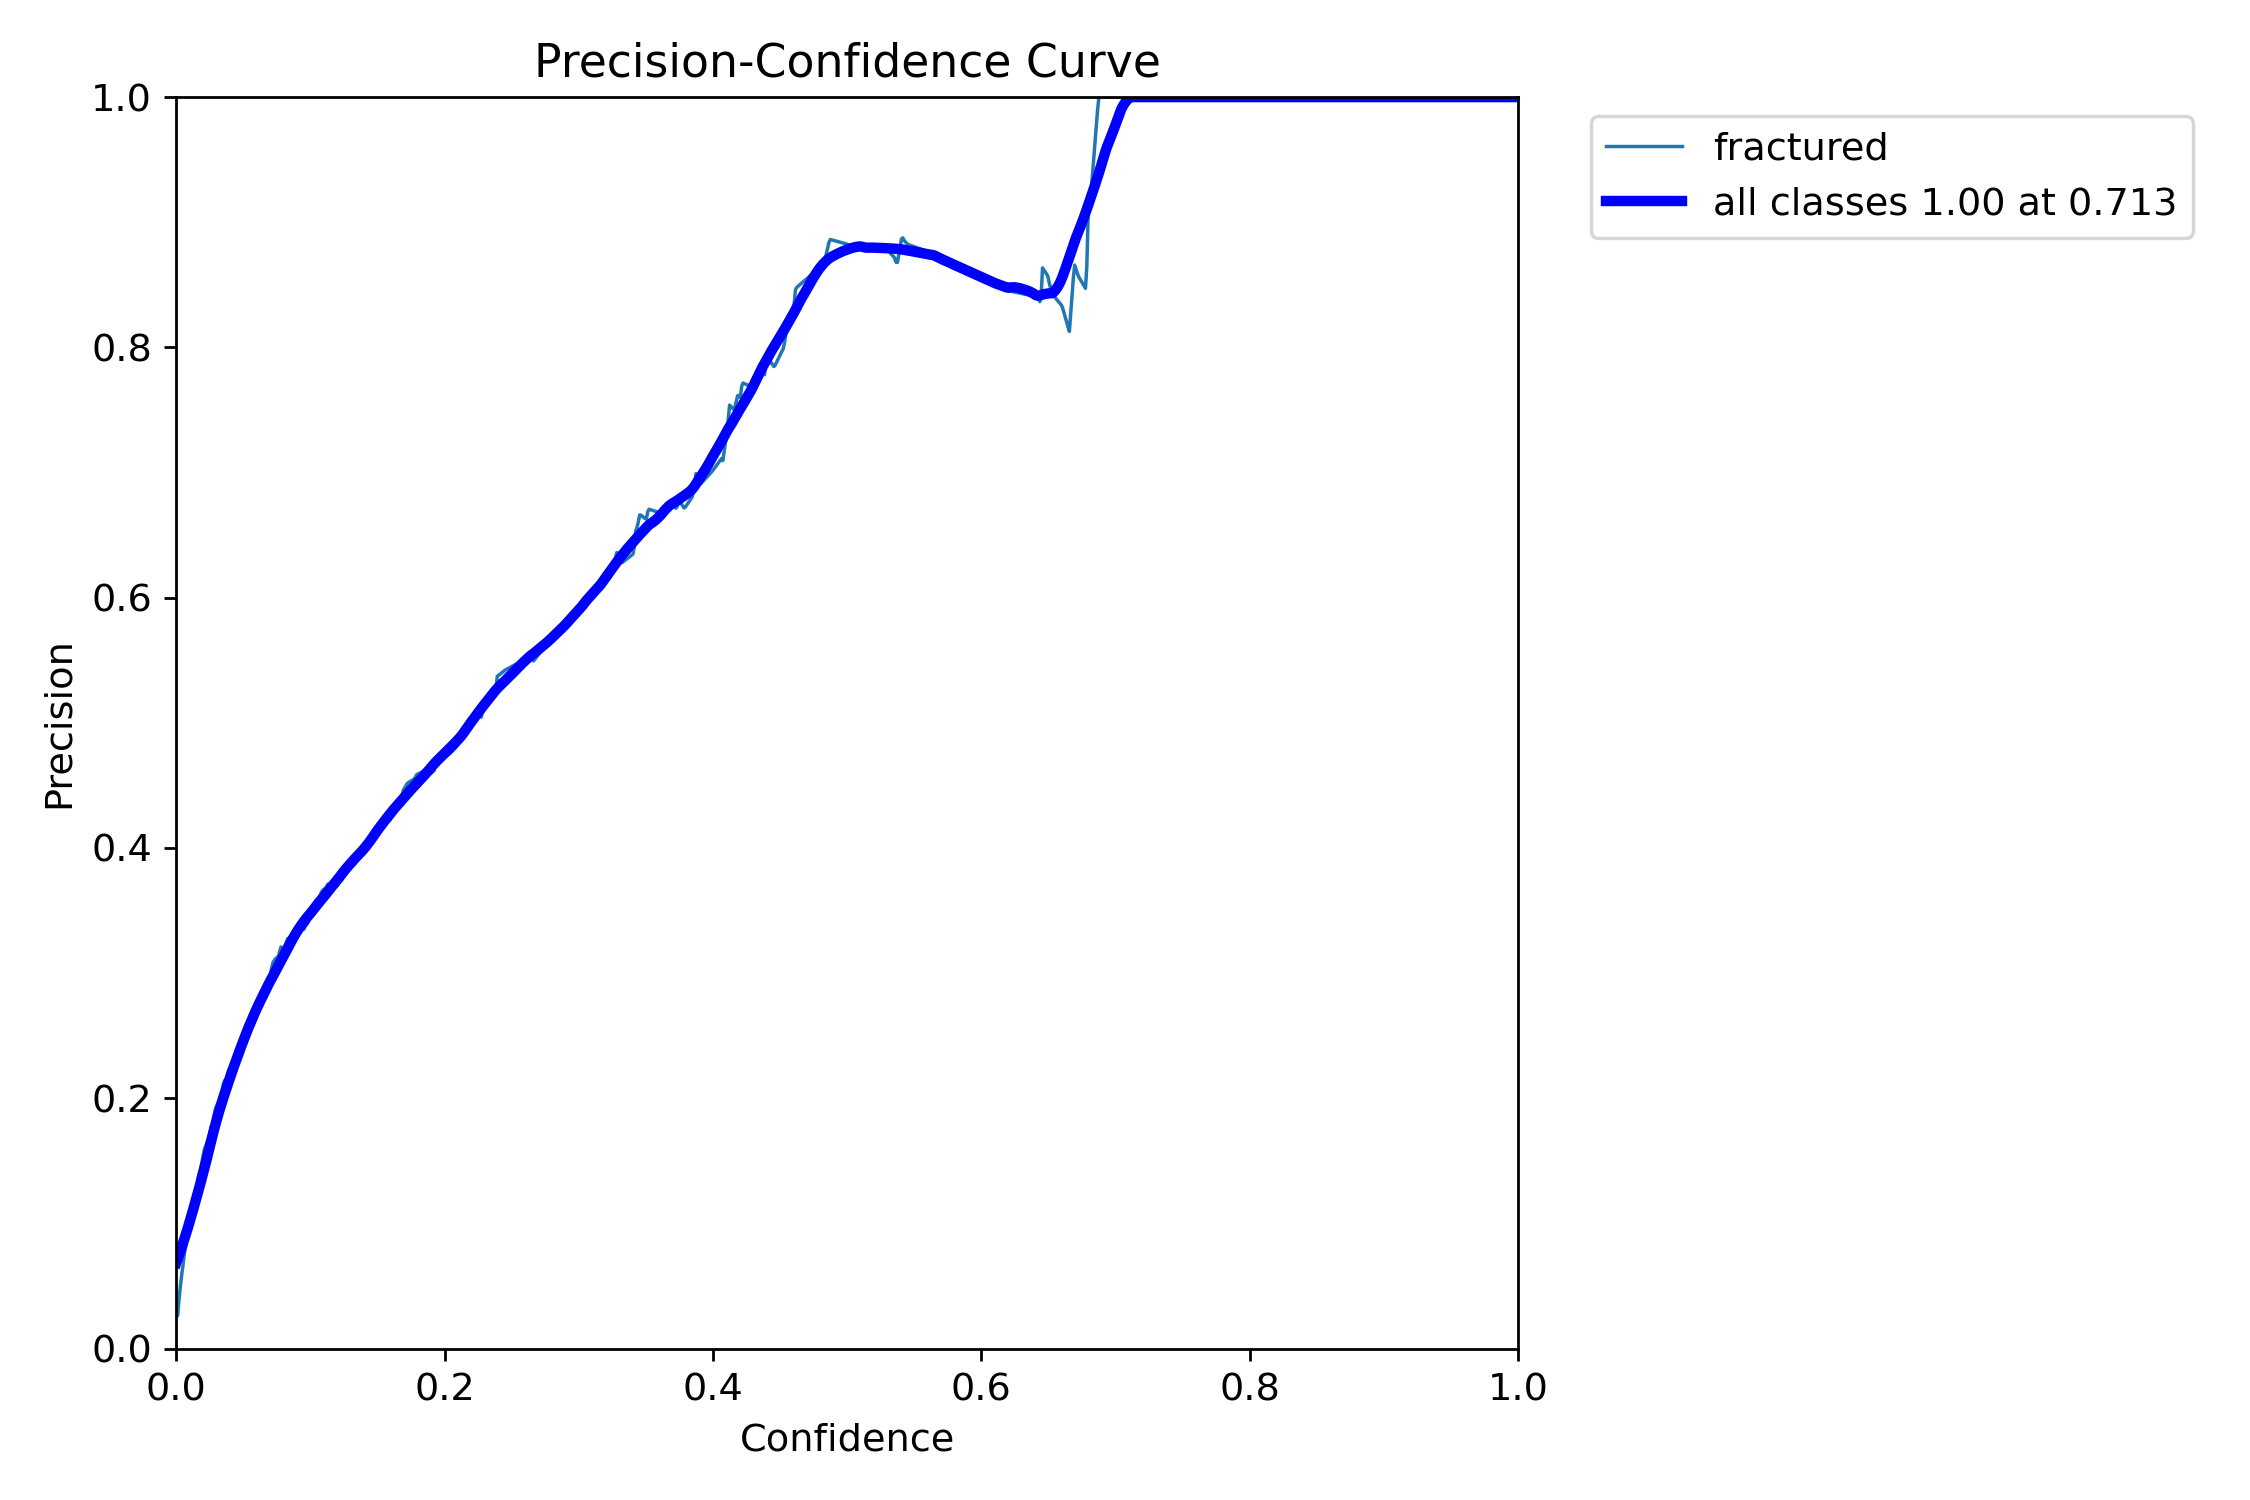 Precision-Confidence Curve
1.0
0.8
0.6
0.4
0.2
0.0
Precision
0.0 0.2 0.4 0.6 0.8 1.0
Confidence
fractured
all classes 1.00 at 0.713